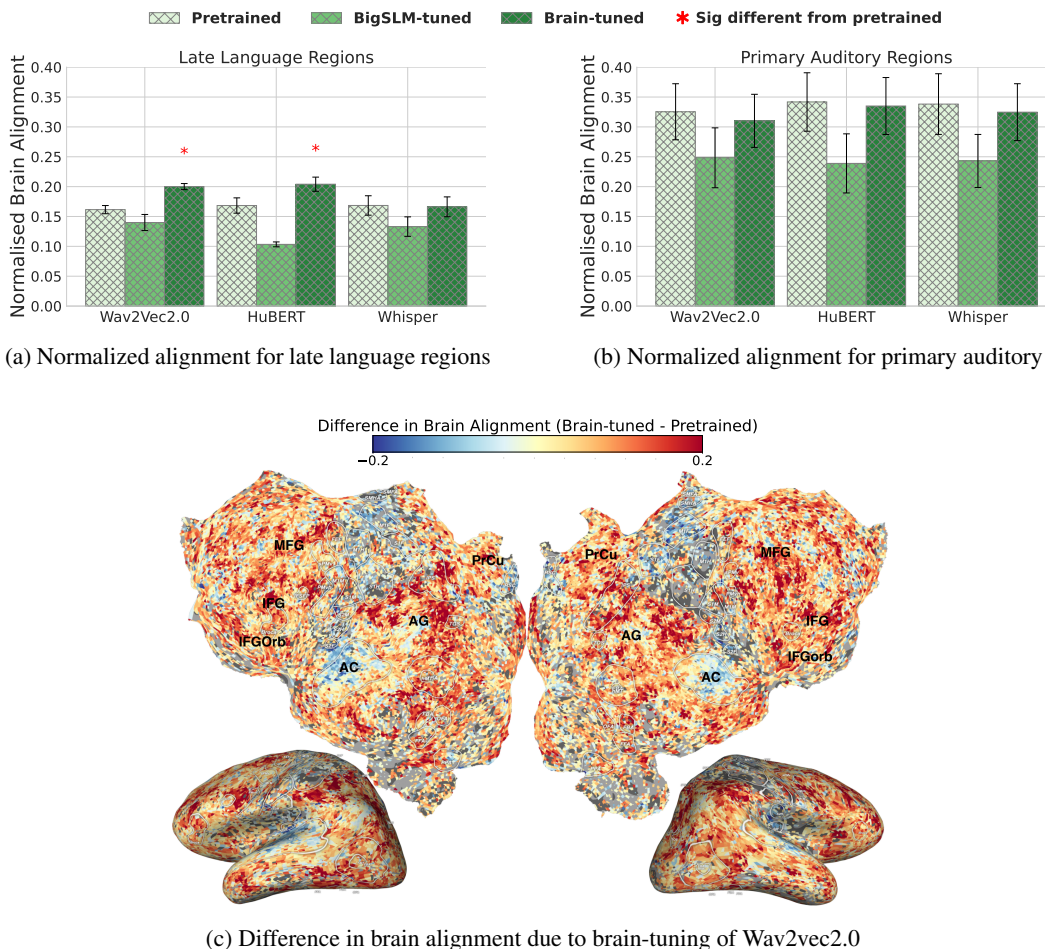 Pretrained BigSLM-tuned Brain-tuned * Sig different from pretrained
Late Language Regions
Normalised Brain Alignment
0.40
0.35
0.30
0.25
0.20
0.15
0.10
0.05
0.00
*
*
Wav2Vec2.0 HuBERT Whisper
(a) Normalized alignment for late language regions
Primary Auditory Regions
Normalised Brain Alignment
0.40
0.35
0.30
0.25
0.20
0.15
0.10
0.05
0.00
Wav2Vec2.0 HuBERT Whisper
(b) Normalized alignment for primary auditory
Difference in Brain Alignment (Brain-tuned - Pretrained)
−0.2 0.2
MFG PrCu PrCu MFG
IFG AG AG IFG
IFGOrb IFGorb
AC AC
(c) Difference in brain alignment due to brain-tuning of Wav2vec2.0